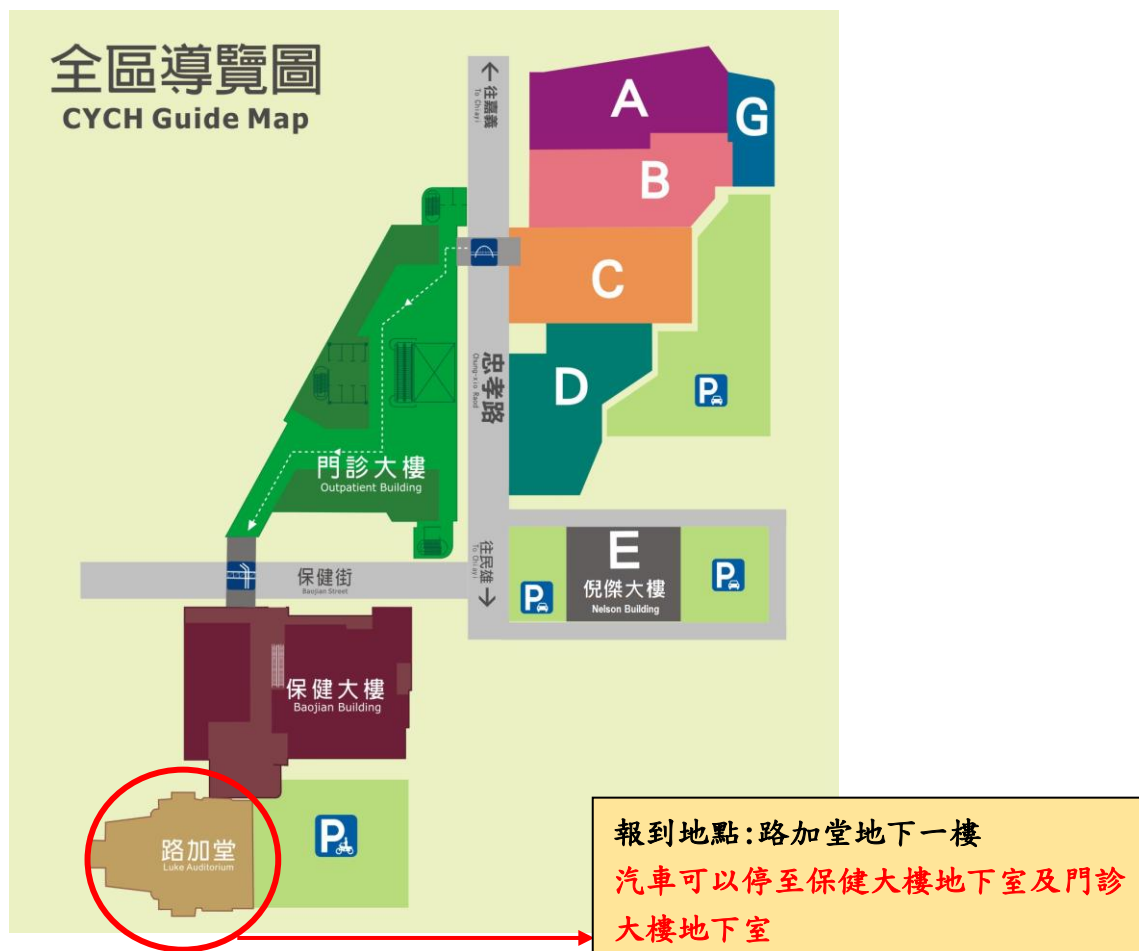 全區導覽圖
CYCH Guide Map
往嘉義
To Chiayi
A
G
B
C
忠孝路
Chung-xiao Raod
D
P
門診大樓
Outpatient Building
往民雄
To Chiayi
E
倪傑大樓
Nelson Building
P
P
保健街
Baojian Street
保健大樓
Baojian Building
路加堂
Luke Auditorium
P
報到地點:路加堂地下一樓
汽車可以停至保健大樓地下室及門診
大樓地下室